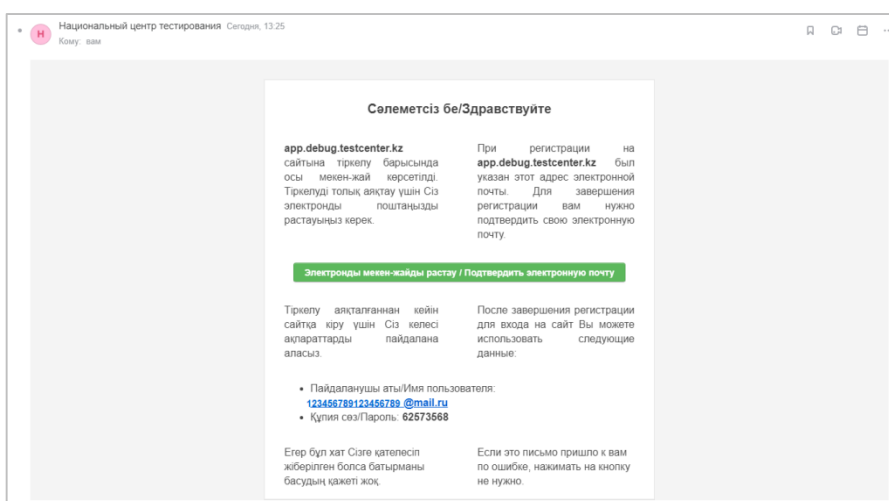 Н
Национальный центр тестирования Сегодня, 13:25
Кому: вам
Сәлеметсіз бе/Здравствуйте
app.debug.testcenter.kz
сайтына тіркелу барысында
осы мекен-жай көрсетілді.
Тіркелуді толық аяқтау үшін Сіз
электронды поштаңызды
растауыңыз керек.
При регистрации на
app.debug.testcenter.kz был
указан этот адрес электронной
почты. Для завершения
регистрации вам нужно
подтвердить свою электронную
почту.
Электронды мекен-жайды растау / Подтвердить электронную почту
Тіркелу аяқталғаннан кейін
сайтқа кіру үшін Сіз келесі
ақпараттарды пайдалана
аласыз.
После завершения регистрации
для входа на сайт Вы можете
использовать следующие
данные:
• Пайдаланушы аты/Имя пользователя:
123456789123456789 @mail.ru
• Құпия сөз/Пароль: 62573568
Егер бұл хат Сізге қателесіп
жіберілген болса батырманы
басудың қажеті жоқ.
Если это письмо пришло к вам
по ошибке, нажимать на кнопку
не нужно.